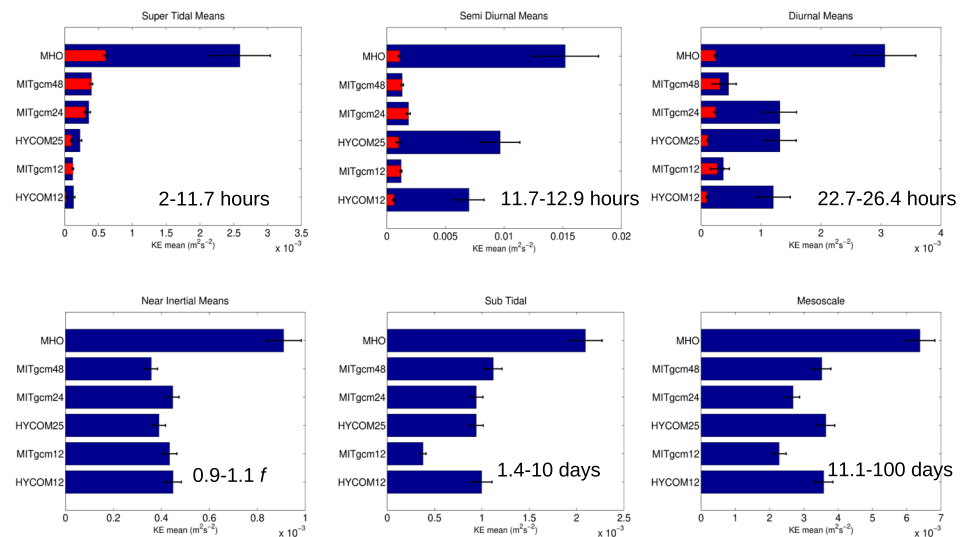 Super Tidal Means
MHO
MITgcm48
MITgcm24
HYCOM25
MITgcm12
HYCOM12
2-11.7 hours
0 0.5 1 1.5 2 2.5 3 3.5
KE mean (m²s⁻²)
x 10⁻³
Semi Diurnal Means
MHO
MITgcm48
MITgcm24
HYCOM25
MITgcm12
HYCOM12
11.7-12.9 hours
0 0.005 0.01 0.015 0.02
KE mean (m²s⁻²)
Diurnal Means
MHO
MITgcm48
MITgcm24
HYCOM25
MITgcm12
HYCOM12
22.7-26.4 hours
0 1 2 3 4
KE mean (m²s⁻²)
x 10⁻³
Near Inertial Means
MHO
MITgcm48
MITgcm24
HYCOM25
MITgcm12
HYCOM12
0.9-1.1 f
0 0.2 0.4 0.6 0.8 1
KE mean (m²s⁻²)
x 10⁻³
Sub Tidal
MHO
MITgcm48
MITgcm24
HYCOM25
MITgcm12
HYCOM12
1.4-10 days
0 0.5 1 1.5 2 2.5
KE mean (m²s⁻²)
x 10⁻³
Mesoscale
MHO
MITgcm48
MITgcm24
HYCOM25
MITgcm12
HYCOM12
11.1-100 days
0 1 2 3 4 5 6 7
KE mean (m²s⁻²)
x 10⁻³